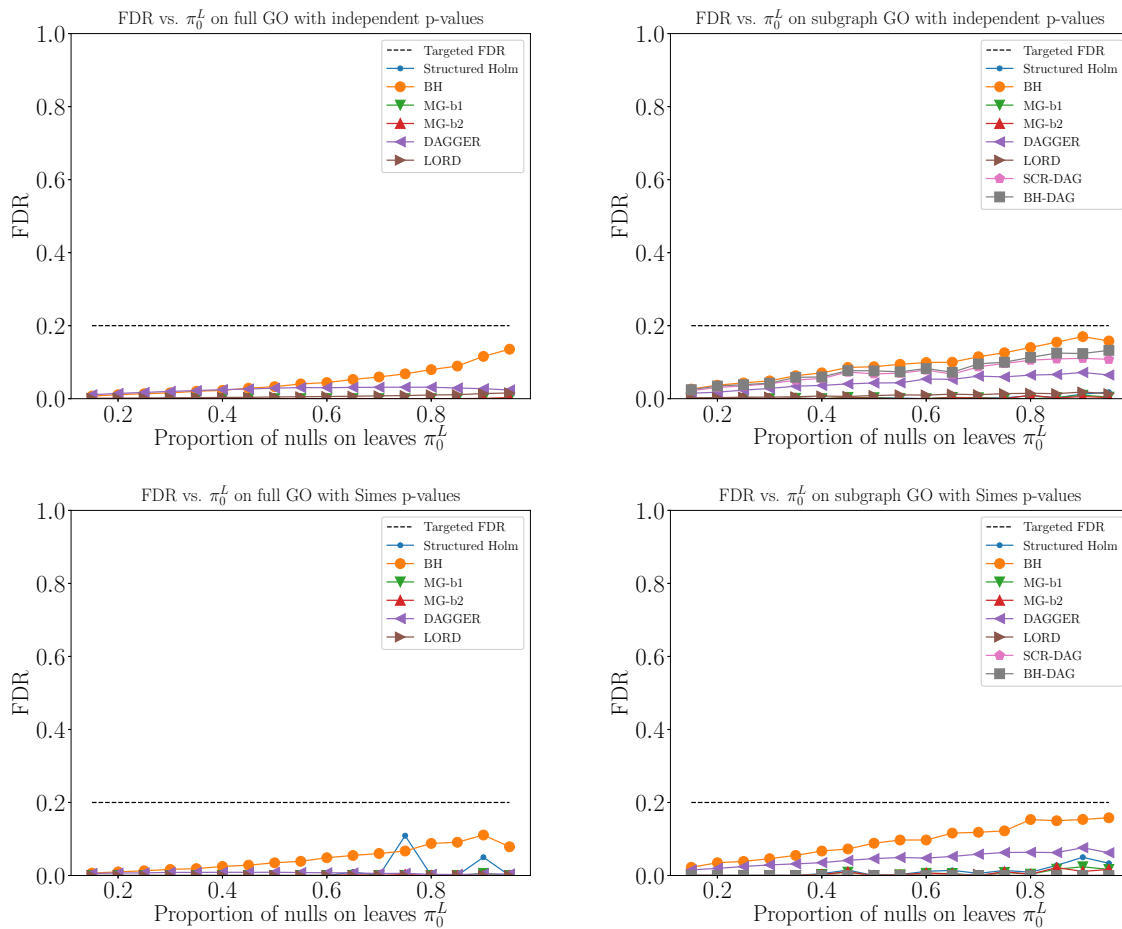 FDR vs. π₀ᴸ on full GO with independent p-values
1.0
0.8
0.6
0.4
0.2
0.0
FDR
Targeted FDR
Structured Holm
BH
MG-b1
MG-b2
DAGGER
LORD
0.2 0.4 0.6 0.8
Proportion of nulls on leaves π₀ᴸ
FDR vs. π₀ᴸ on subgraph GO with independent p-values
1.0
0.8
0.6
0.4
0.2
0.0
FDR
Targeted FDR
Structured Holm
BH
MG-b1
MG-b2
DAGGER
LORD
SCR-DAG
BH-DAG
0.2 0.4 0.6 0.8
Proportion of nulls on leaves π₀ᴸ
FDR vs. π₀ᴸ on full GO with Simes p-values
1.0
0.8
0.6
0.4
0.2
0.0
FDR
Targeted FDR
Structured Holm
BH
MG-b1
MG-b2
DAGGER
LORD
0.2 0.4 0.6 0.8
Proportion of nulls on leaves π₀ᴸ
FDR vs. π₀ᴸ on subgraph GO with Simes p-values
1.0
0.8
0.6
0.4
0.2
0.0
FDR
Targeted FDR
Structured Holm
BH
MG-b1
MG-b2
DAGGER
LORD
SCR-DAG
BH-DAG
0.2 0.4 0.6 0.8
Proportion of nulls on leaves π₀ᴸ